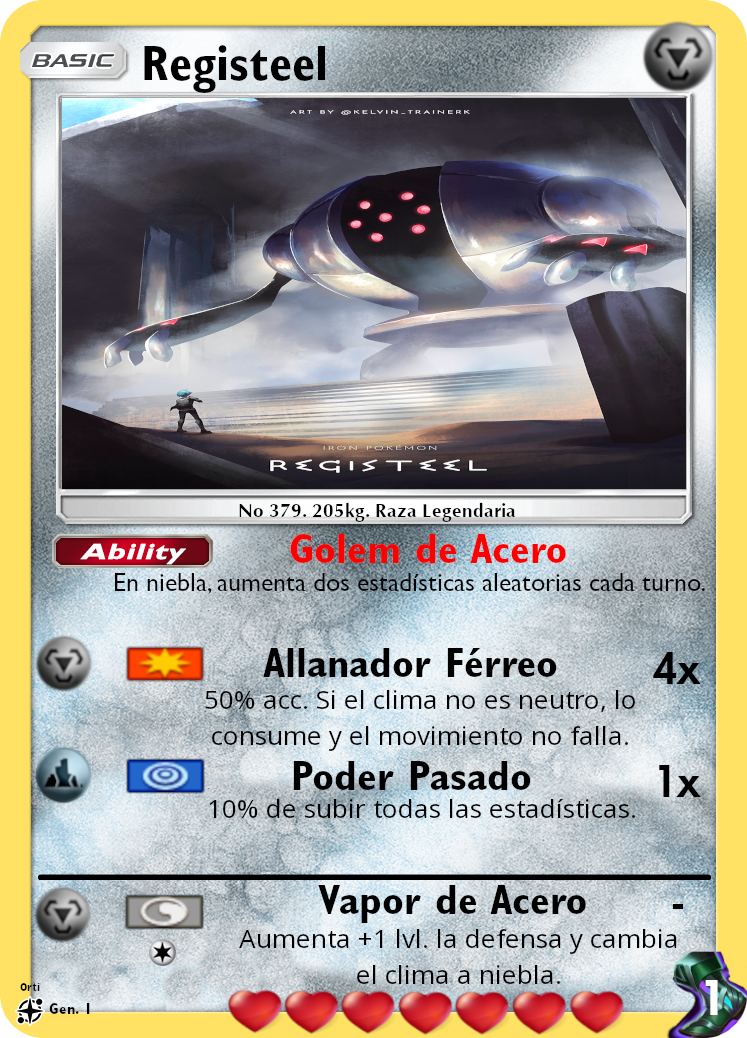 BASIC Registeel
ART BY @KELVIN_TRAINERK
IRON POKEMON
REGISTEEL
No 379. 205kg. Raza Legendaria
Ability Golem de Acero
En niebla, aumenta dos estadísticas aleatorias cada turno.
Allanador Férreo 4x
50% acc. Si el clima no es neutro, lo
consume y el movimiento no falla.
Poder Pasado 1x
10% de subir todas las estadísticas.
Vapor de Acero -
Aumenta +1 lvl. la defensa y cambia
el clima a niebla.
Orti
Gen. I
1